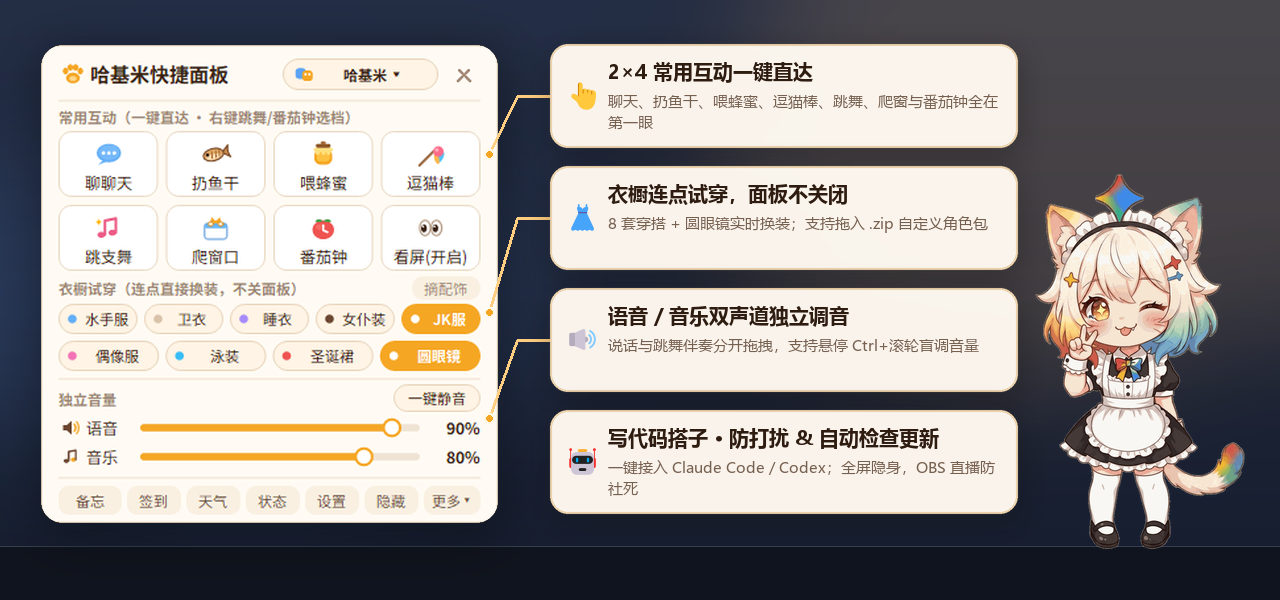 哈基米快捷面板
哈基米
常用互动（一键直达 · 右键跳舞/番茄钟选档）
聊聊天
扔鱼干
喂蜂蜜
逗猫棒
跳支舞
爬窗口
番茄钟
看屏(开启)
衣橱试穿（连点直接换装，不关面板）
摘配饰
水手服
卫衣
睡衣
女仆装
JK服
偶像服
泳装
圣诞裙
圆眼镜
独立音量
一键静音
语音
90%
音乐
80%
备忘
签到
天气
状态
设置
隐藏
更多
2×4 常用互动一键直达
聊天、扔鱼干、喂蜂蜜、逗猫棒、跳舞、爬窗与番茄钟全在
第一眼
衣橱连点试穿，面板不关闭
8 套穿搭 + 圆眼镜实时换装；支持拖入 .zip 自定义角色包
语音 / 音乐双声道独立调音
说话与跳舞伴奏分开拖拽，支持悬停 Ctrl+滚轮盲调音量
写代码搭子 · 防打扰 & 自动检查更新
一键接入 Claude Code / Codex；全屏隐身，OBS 直播防
社死